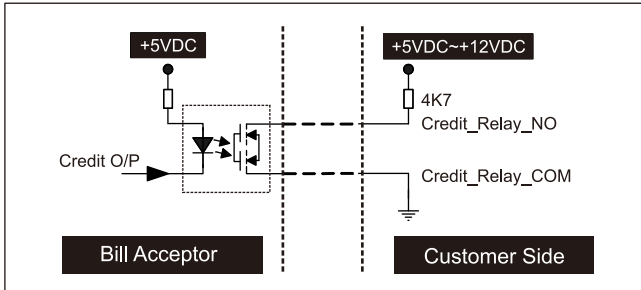 +5VDC
+5VDC~+12VDC
4K7
Credit_Relay_NO
Credit O/P
Credit_Relay_COM
Bill Acceptor
Customer Side